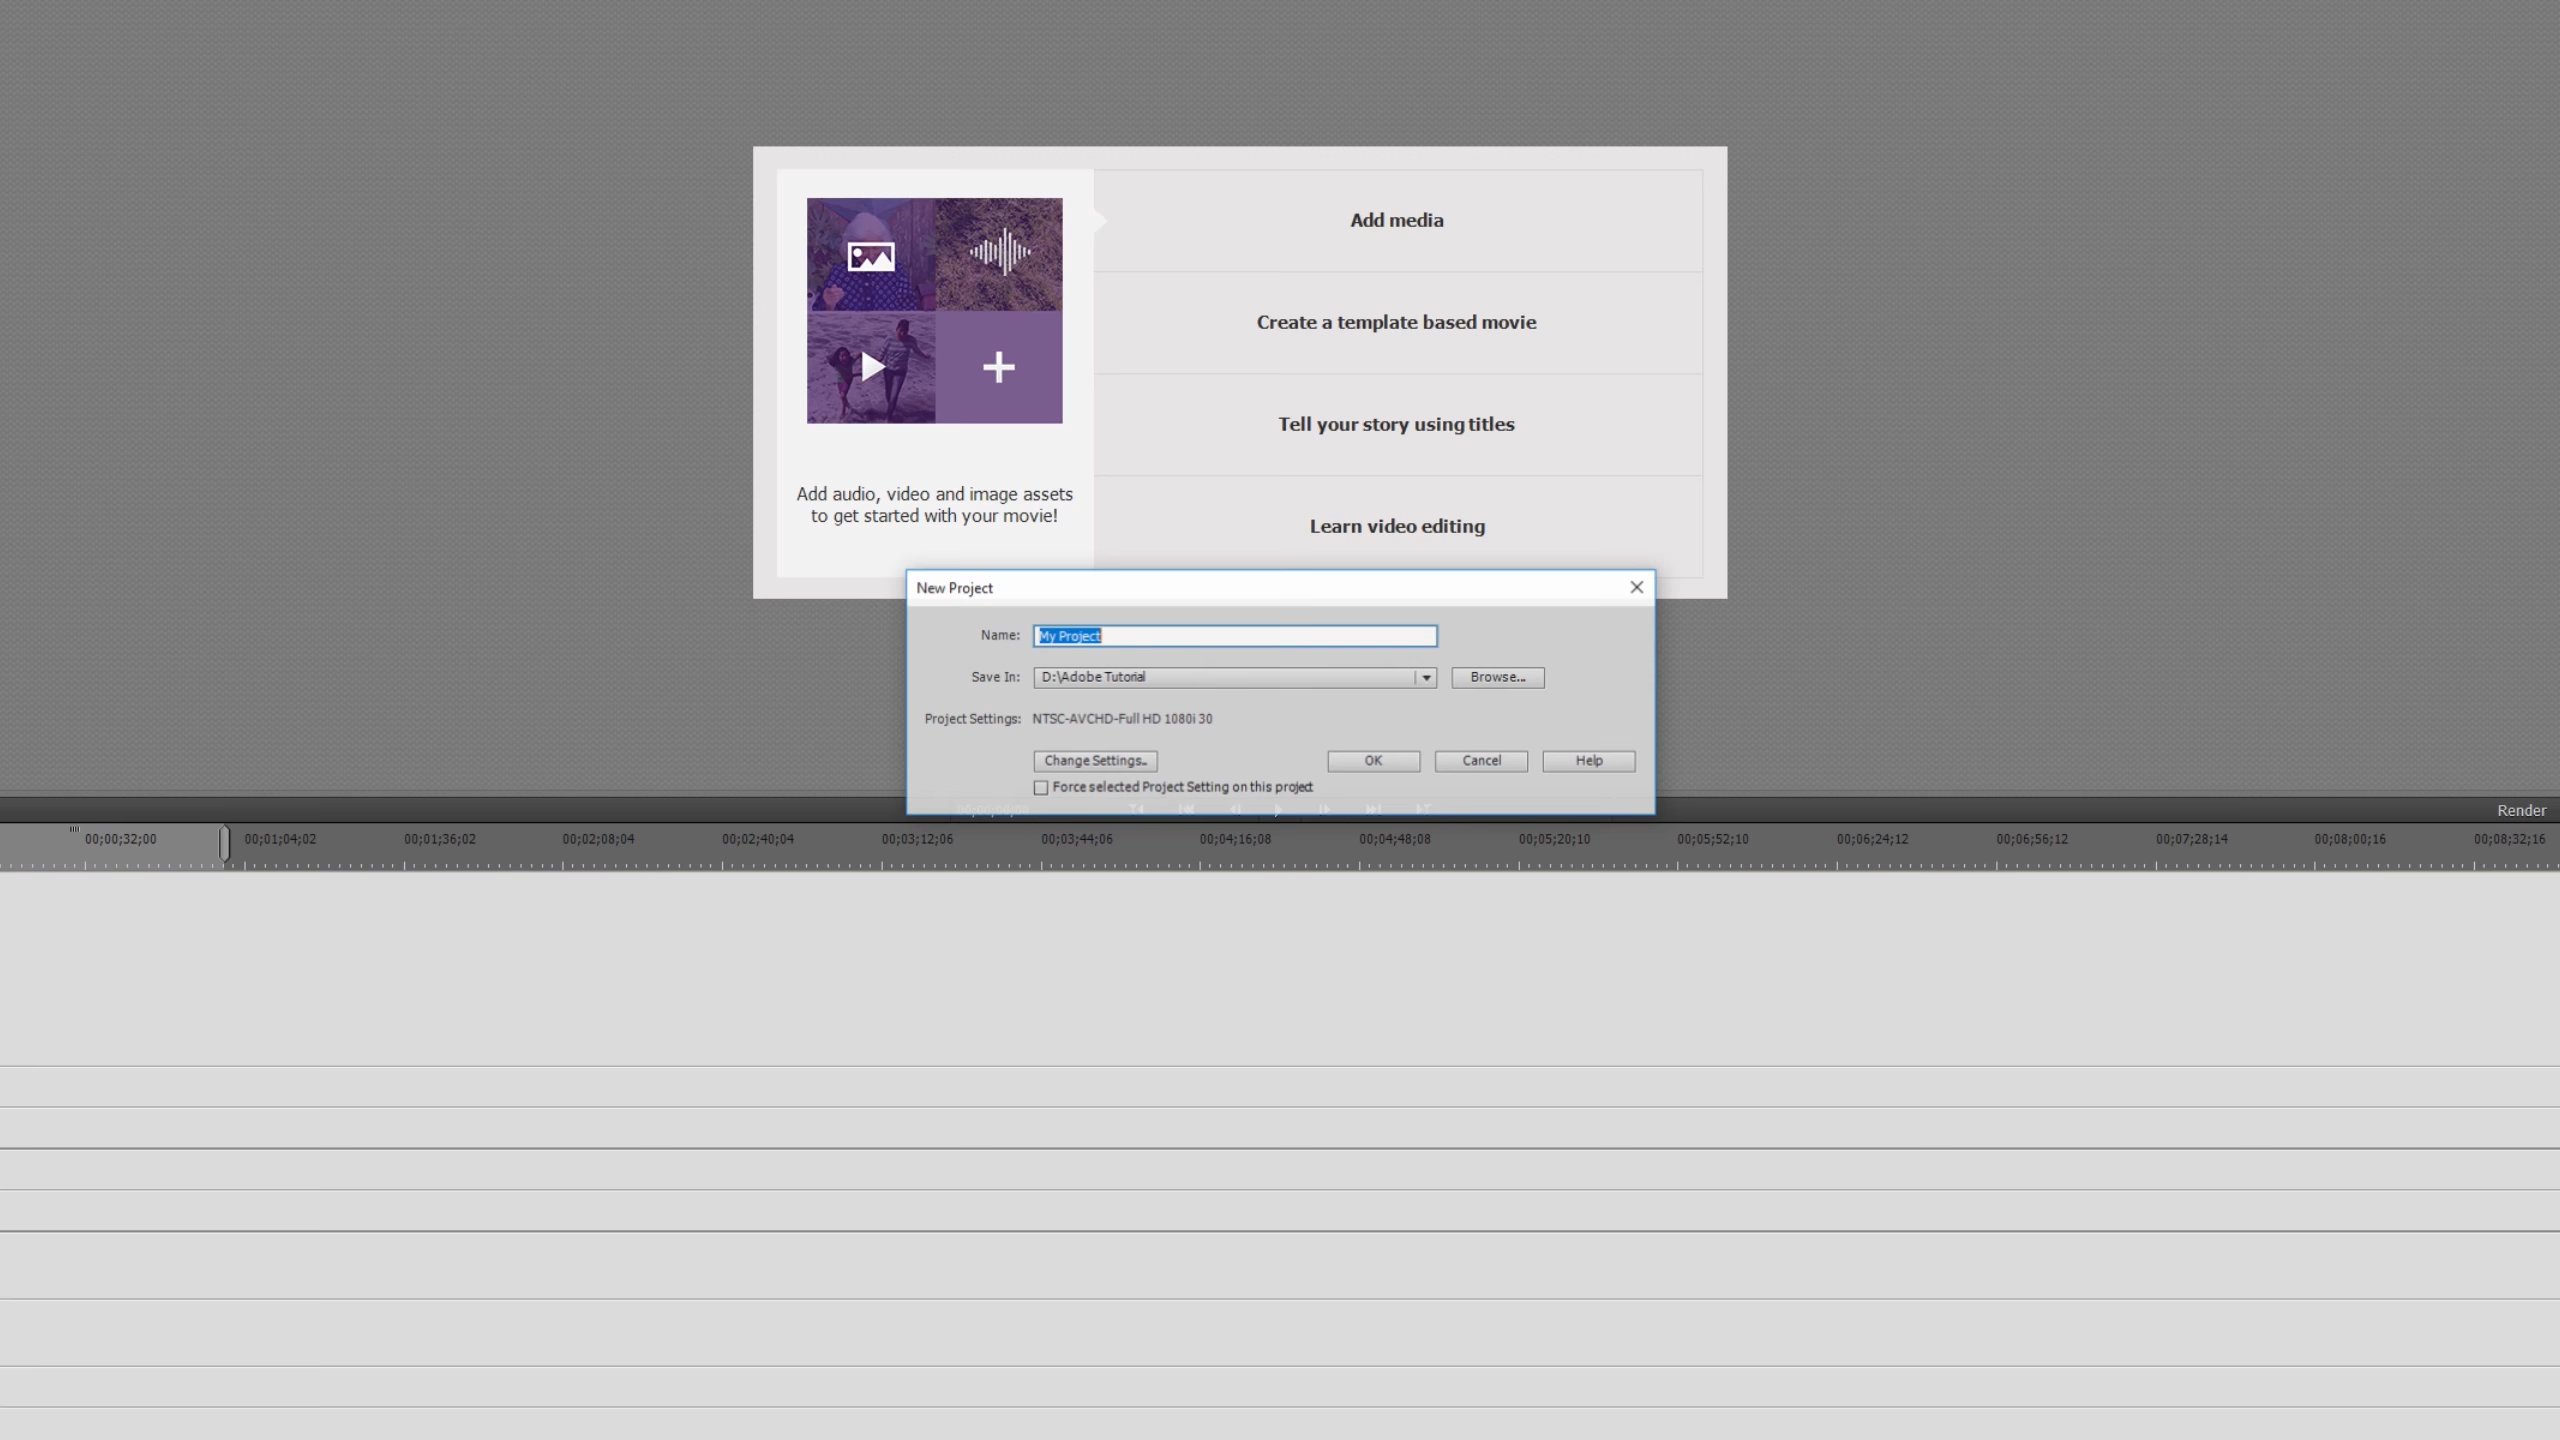 Add media
Create a template based movie
Tell your story using titles
Add audio, video and image assets
to get started with your movie!
Learn video editing
New Project
Name: My Project
Save In: D:\Adobe Tutorial Browse...
Project Settings: NTSC-AVCHD-Full HD 1080i 30
Change Settings.. OK Cancel Help
Force selected Project Setting on this project
Render
00;00;32;00 00;01;04;02 00;01;36;02 00;02;08;04 00;02;40;04 00;03;12;06 00;03;44;06 00;04;16;08 00;04;48;08 00;05;20;10 00;05;52;10 00;06;24;12 00;06;56;12 00;07;28;14 00;08;00;16 00;08;32;16